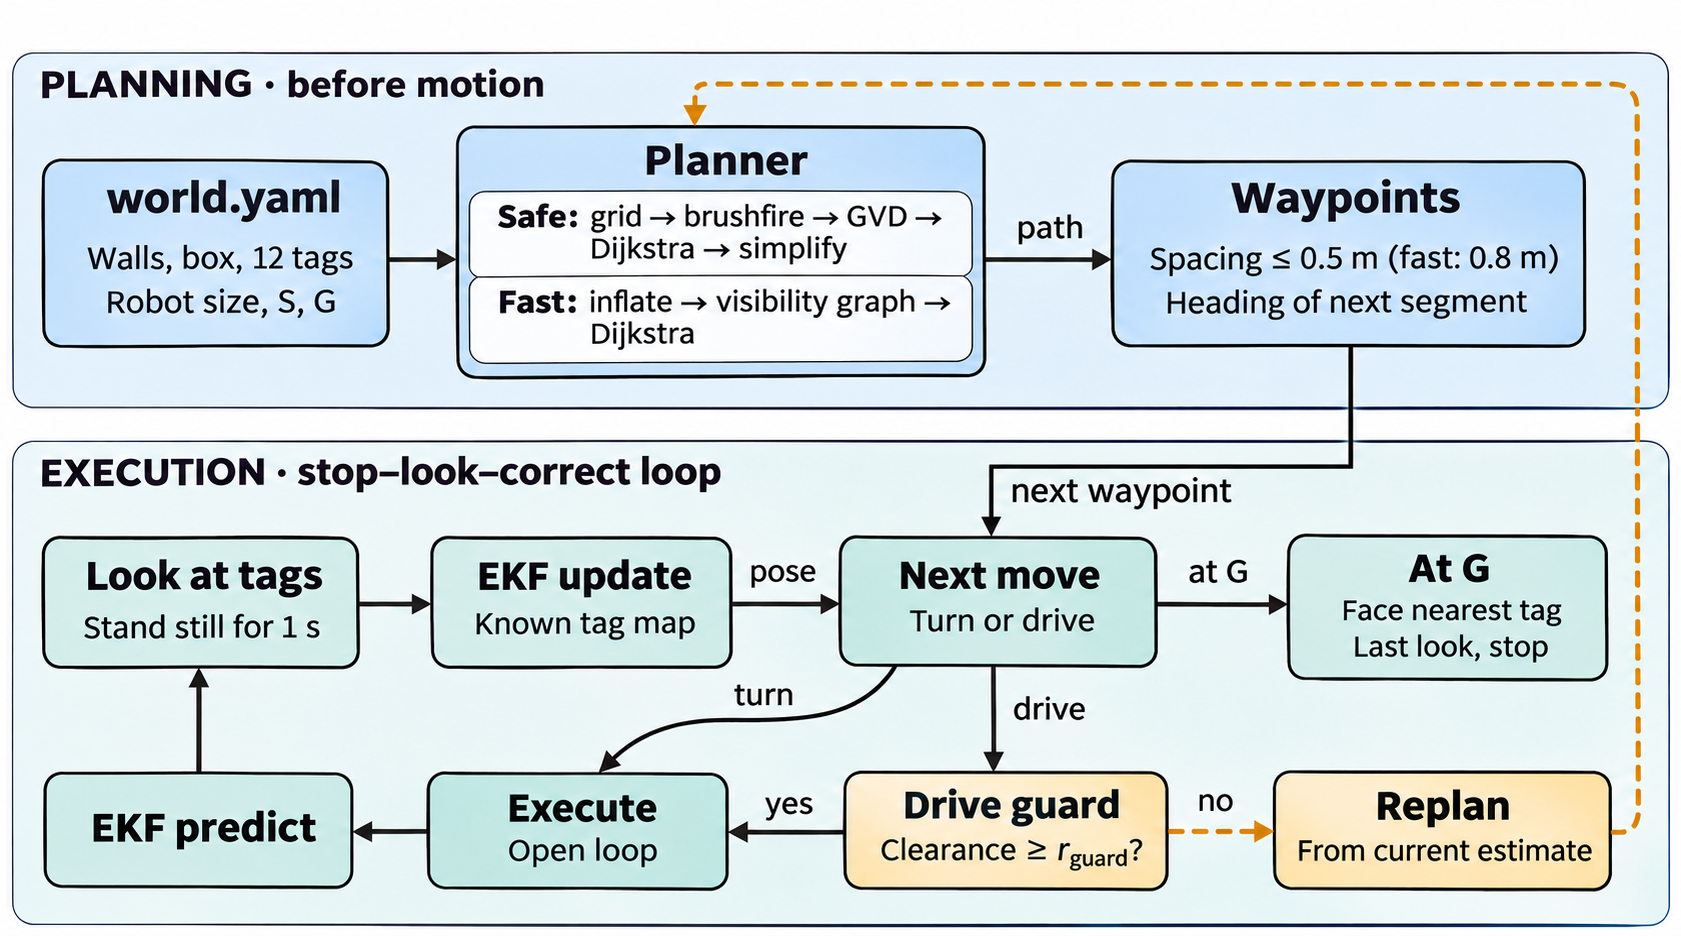 PLANNING · before motion
world.yaml
Walls, box, 12 tags
Robot size, S, G
Planner
Safe: grid → brushfire → GVD →
Dijkstra → simplify
Fast: inflate → visibility graph →
Dijkstra
path
Waypoints
Spacing ≤ 0.5 m (fast: 0.8 m)
Heading of next segment
EXECUTION · stop–look–correct loop
next waypoint
Look at tags
Stand still for 1 s
EKF update
Known tag map
pose
Next move
Turn or drive
at G
At G
Face nearest tag
Last look, stop
turn
drive
EKF predict
Execute
Open loop
yes
Drive guard
Clearance ≥ r_guard?
no
Replan
From current estimate